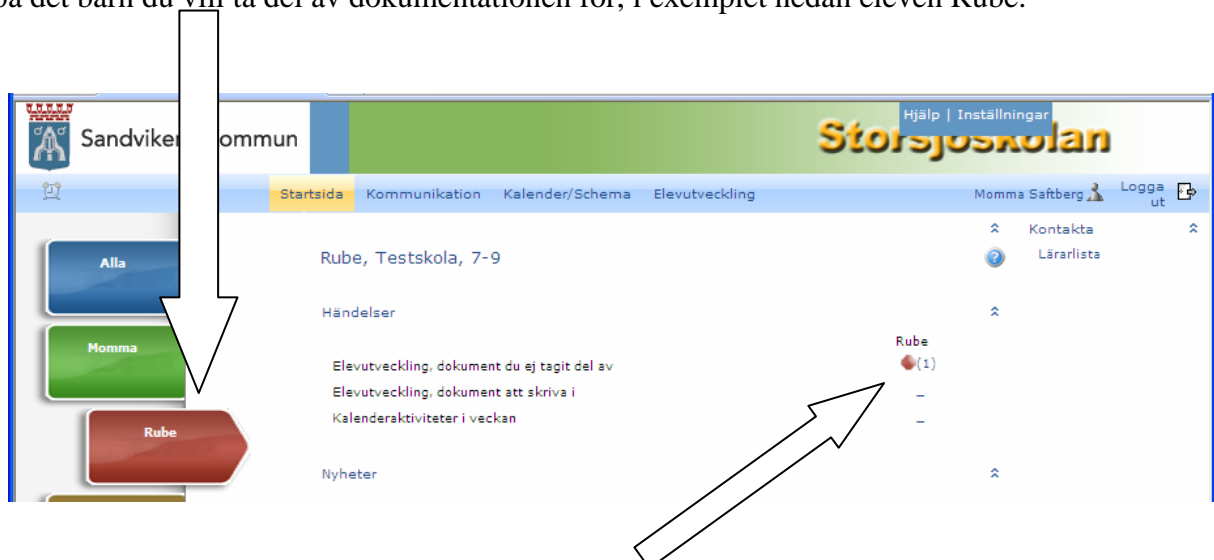 på det barn du vill ta del av dokumentationen för, i exemplet nedan eleven Rube.
Hjälp | Inställningar
Sandviken ommun
Storsjöskolan
Startsida Kommunikation Kalender/Schema Elevutveckling Momma Saftberg Logga ut
Kontakta
Alla
Rube, Testskola, 7-9
Lärarlista
Händelser
Momma
Rube
Elevutveckling, dokument du ej tagit del av (1)
Elevutveckling, dokument att skriva i –
Kalenderaktiviteter i veckan –
Rube
Nyheter